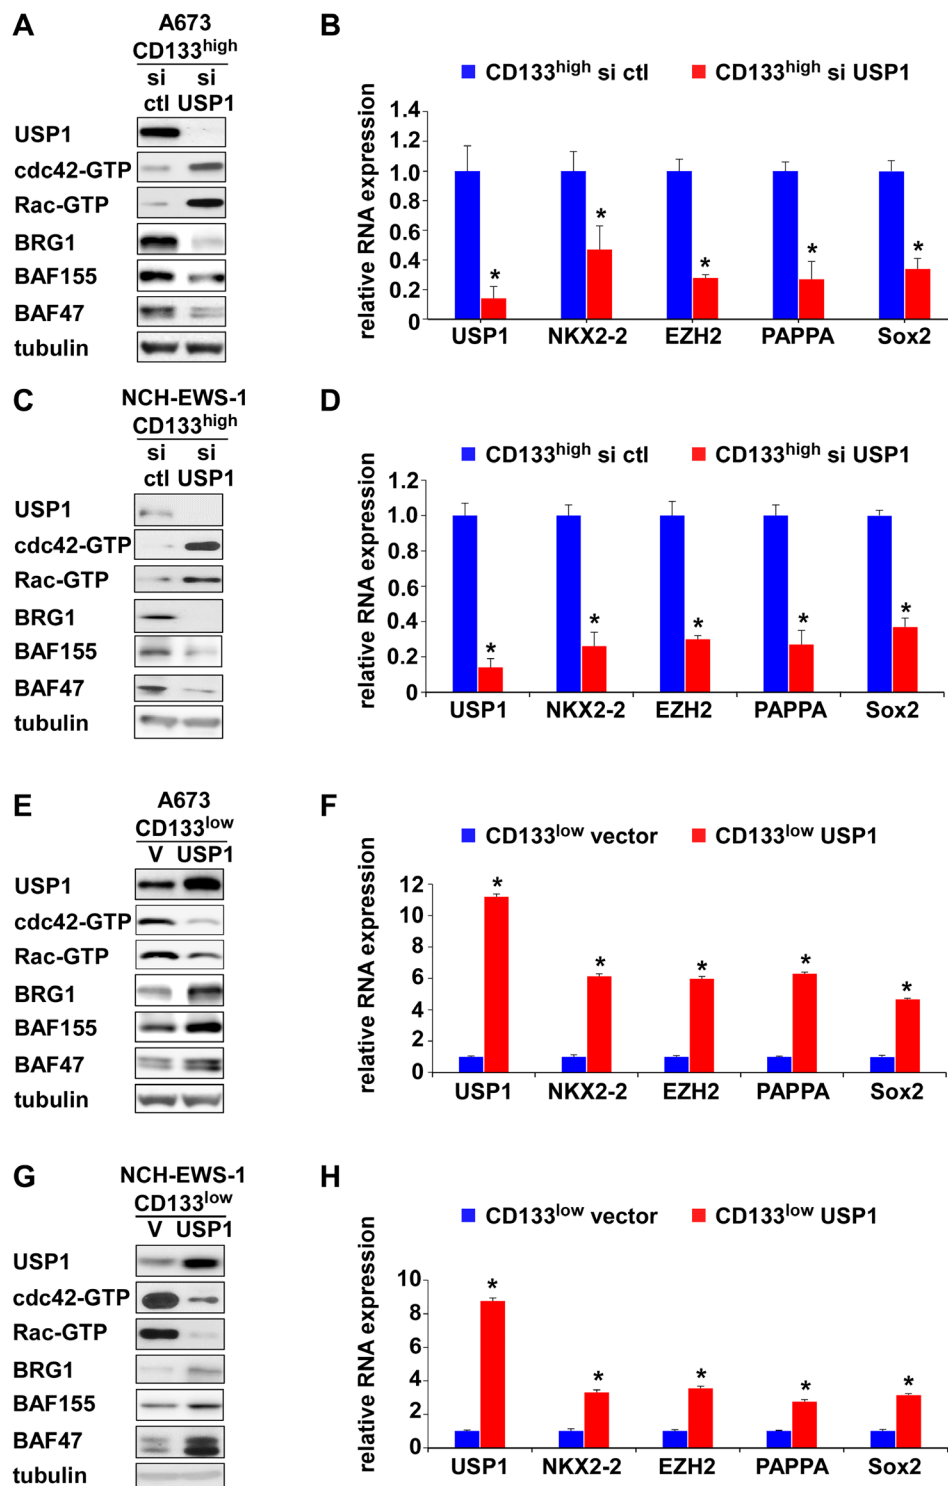 A
A673
CD133high
si si
ctl USP1
USP1
cdc42-GTP
Rac-GTP
BRG1
BAF155
BAF47
tubulin
B
CD133high si ctl CD133high si USP1
relative RNA expression
1.4
1.2
1.0
0.8
0.6
0.4
0.2
0
* * * * *
USP1 NKX2-2 EZH2 PAPPA Sox2
C
NCH-EWS-1
CD133high
si si
ctl USP1
USP1
cdc42-GTP
Rac-GTP
BRG1
BAF155
BAF47
tubulin
D
CD133high si ctl CD133high si USP1
relative RNA expression
1.2
1.0
0.8
0.6
0.4
0.2
0
* * * * *
USP1 NKX2-2 EZH2 PAPPA Sox2
E
A673
CD133low
V USP1
USP1
cdc42-GTP
Rac-GTP
BRG1
BAF155
BAF47
tubulin
F
CD133low vector CD133low USP1
relative RNA expression
12
10
8
6
4
2
0
* * * * *
USP1 NKX2-2 EZH2 PAPPA Sox2
G
NCH-EWS-1
CD133low
V USP1
USP1
cdc42-GTP
Rac-GTP
BRG1
BAF155
BAF47
tubulin
H
CD133low vector CD133low USP1
relative RNA expression
10
8
6
4
2
0
* * * * *
USP1 NKX2-2 EZH2 PAPPA Sox2